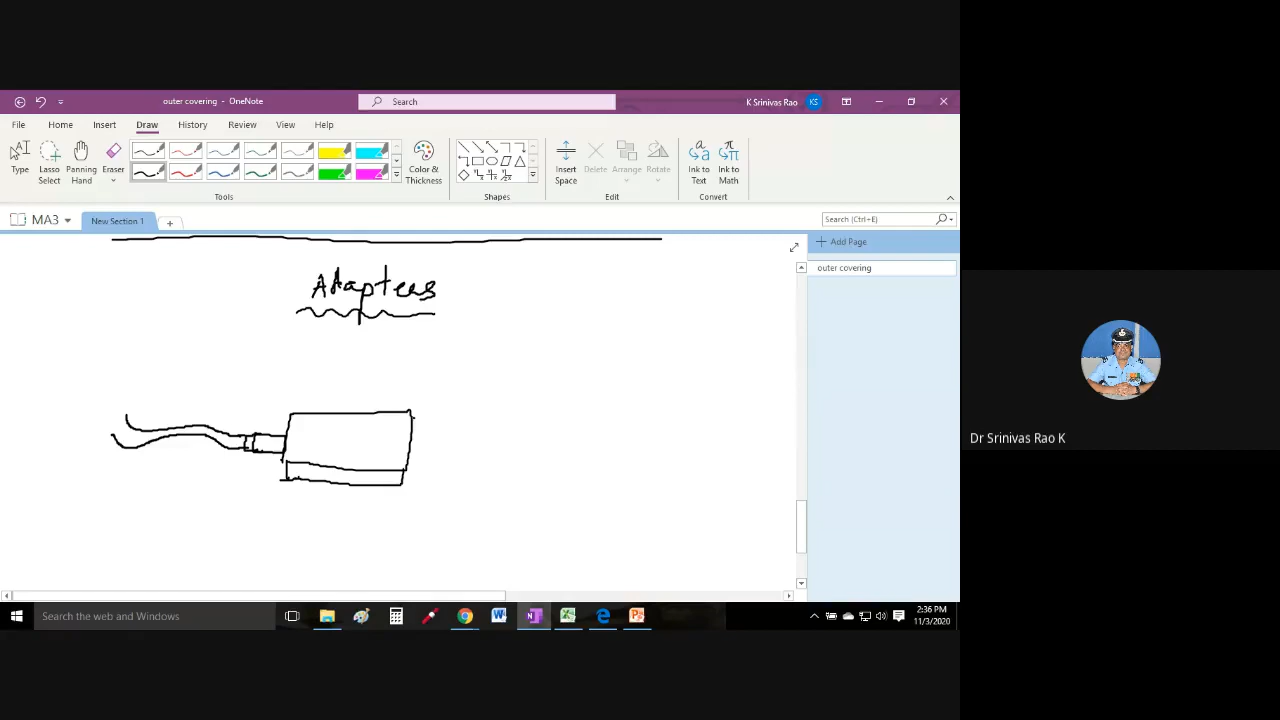 outer covering - OneNote
Search
K Srinivas Rao KS
File Home Insert Draw History Review View Help
Type
Lasso Select
Panning Hand
Eraser
Color & Thickness
Insert Space
Delete
Arrange
Rotate
Ink to Text
Ink to Math
Tools
Shapes
Edit
Convert
MA3
New Section 1
Search (Ctrl+E)
Add Page
outer covering
Adapters
Dr Srinivas Rao K
Search the web and Windows
2:36 PM
11/3/2020